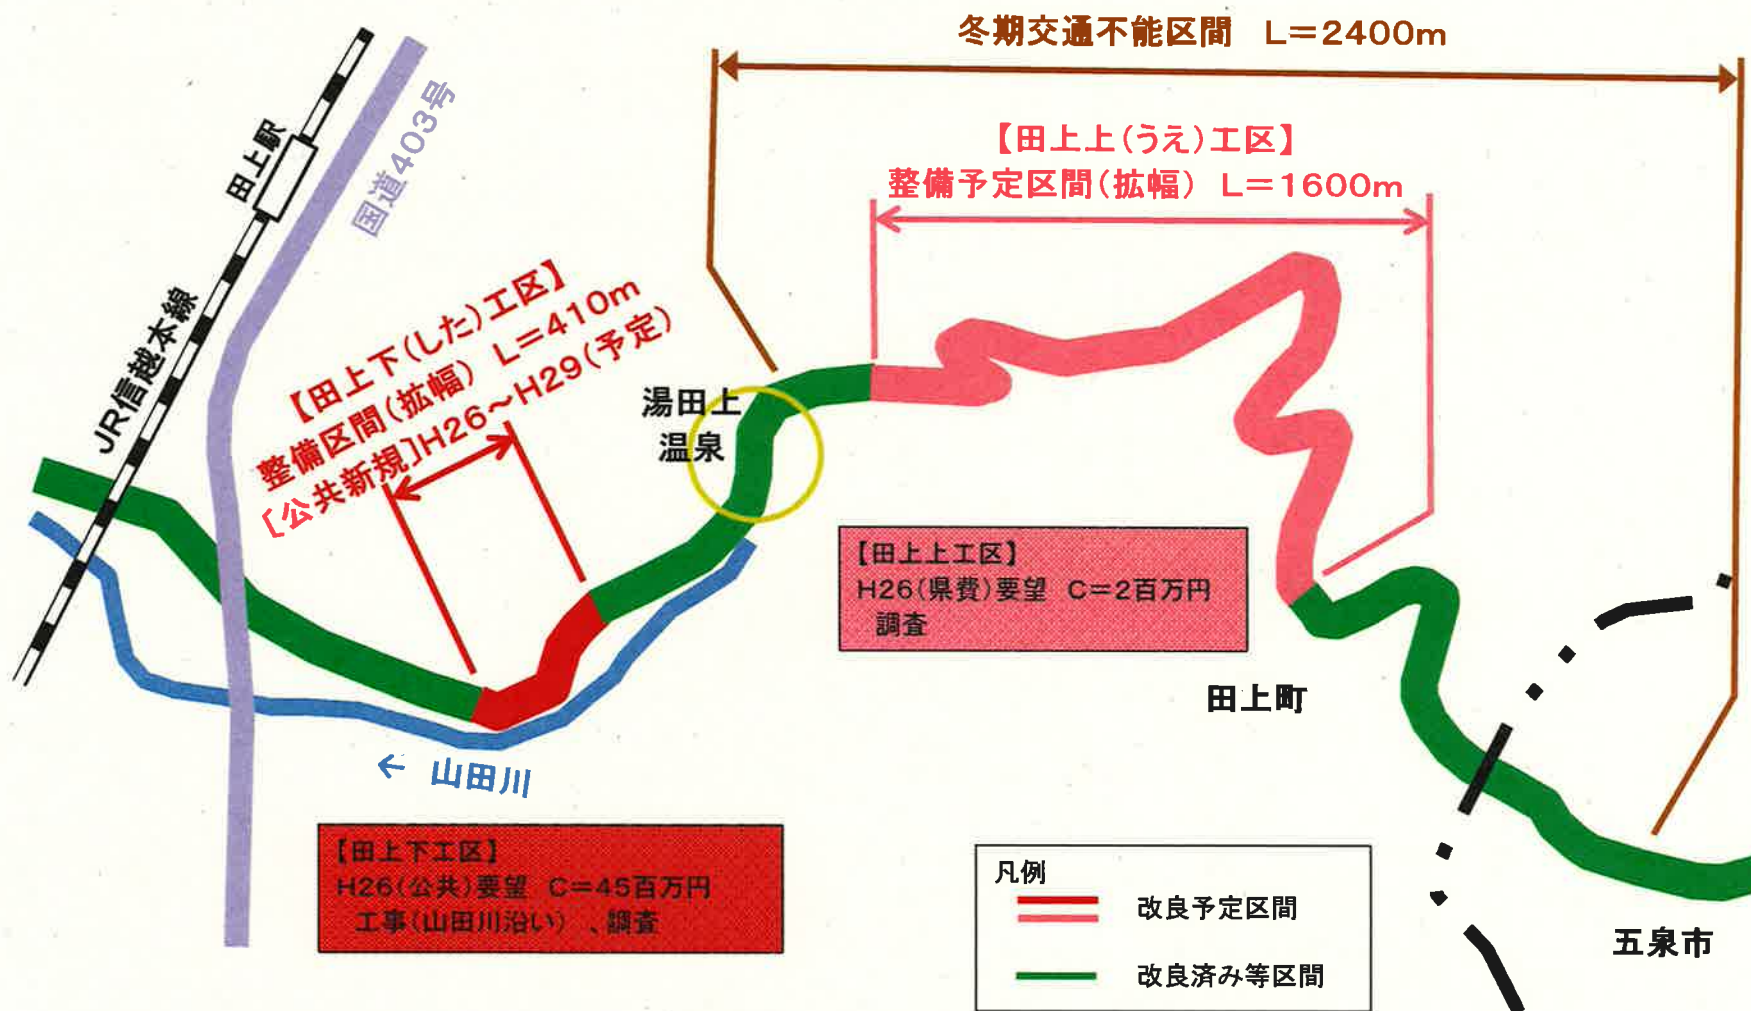 冬期交通不能区間 L=2400m
【田上上(うえ)工区】
整備予定区間(拡幅) L=1600m
田上駅
国道403号
JR信越本線
【田上下(した)工区】
整備区間(拡幅) L=410m
[公共新規]H26~H29(予定)
湯田上
温泉
【田上上工区】
H26(県費)要望 C=2百万円
調査
田上町
← 山田川
【田上下工区】
H26(公共)要望 C=45百万円
工事(山田川沿い)、調査
凡例
改良予定区間
改良済み等区間
五泉市